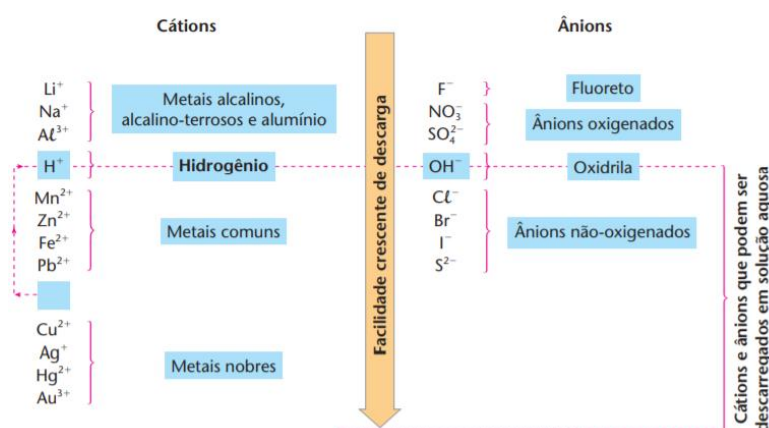 Cátions
Ânions
Li⁺
Na⁺
Aℓ³⁺
Metais alcalinos,
alcalino-terrosos e alumínio
H⁺
Hidrogênio
Mn²⁺
Zn²⁺
Fe²⁺
Pb²⁺
Metais comuns
Cu²⁺
Ag⁺
Hg²⁺
Au³⁺
Metais nobres
Facilidade crescente de descarga
F⁻
Fluoreto
NO₃⁻
SO₄²⁻
Ânions oxigenados
OH⁻
Oxidrila
Cℓ⁻
Br⁻
I⁻
S²⁻
Ânions não-oxigenados
Cátions e ânions que podem ser
descarregados em solução aquosa